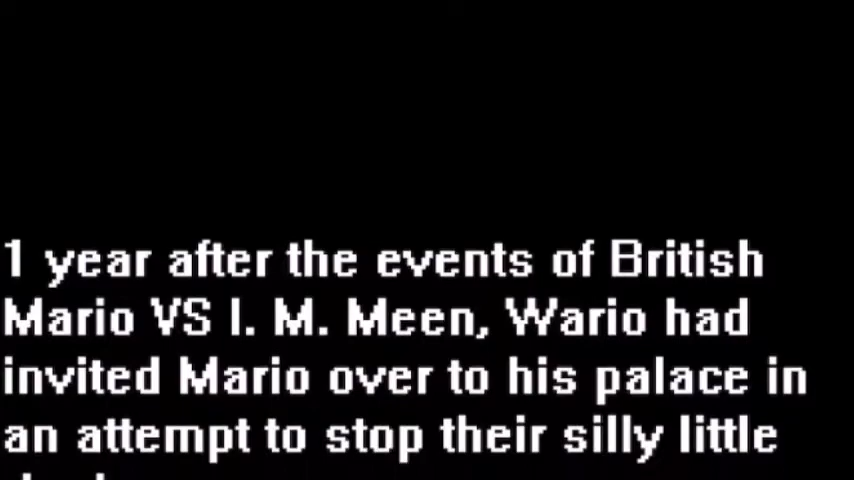 1 year after the events of British
Mario VS I. M. Meen, Wario had
invited Mario over to his palace in
an attempt to stop their silly little